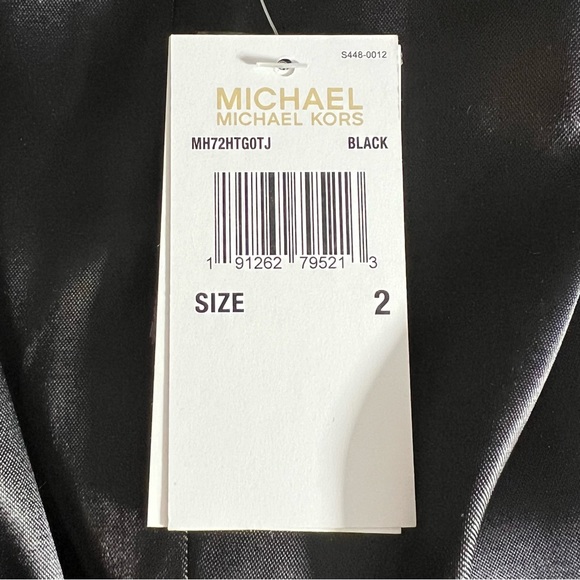 S448-0012
MICHAEL
MICHAEL KORS
MH72HTG0TJ BLACK
1 91262 79521 3
SIZE 2